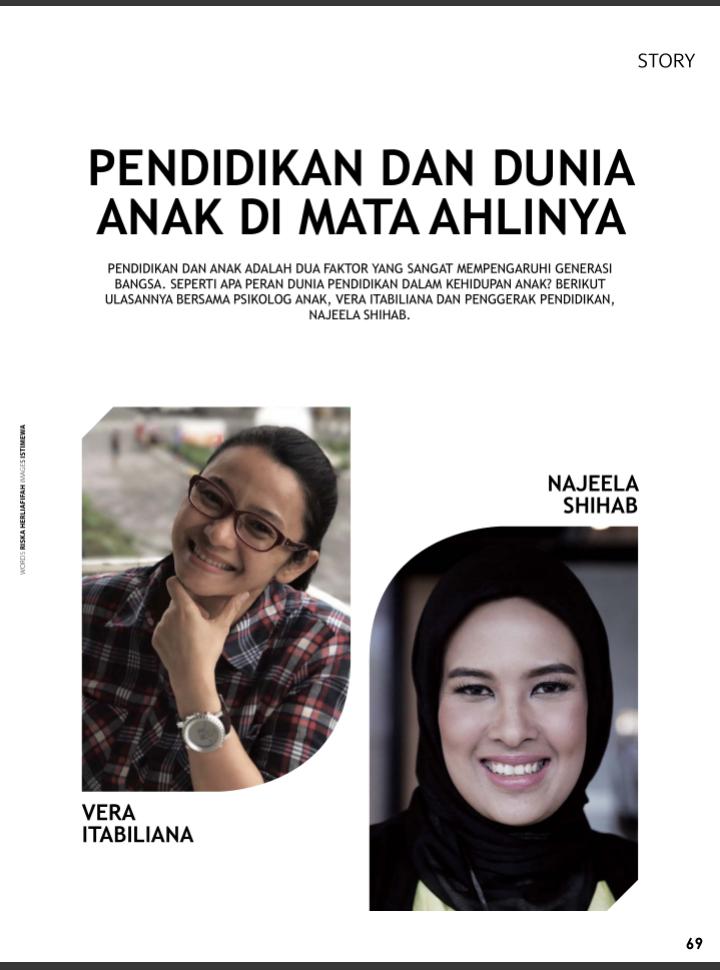 STORY
PENDIDIKAN DAN DUNIA
ANAK DI MATA AHLINYA
PENDIDIKAN DAN ANAK ADALAH DUA FAKTOR YANG SANGAT MEMPENGARUHI GENERASI
BANGSA. SEPERTI APA PERAN DUNIA PENDIDIKAN DALAM KEHIDUPAN ANAK? BERIKUT
ULASANNYA BERSAMA PSIKOLOG ANAK, VERA ITABILIANA DAN PENGGERAK PENDIDIKAN,
NAJEELA SHIHAB.
WORDS RISKA HERLIAFIFAH IMAGES ISTIMEWA
NAJEELA
SHIHAB
VERA
ITABILIANA
69